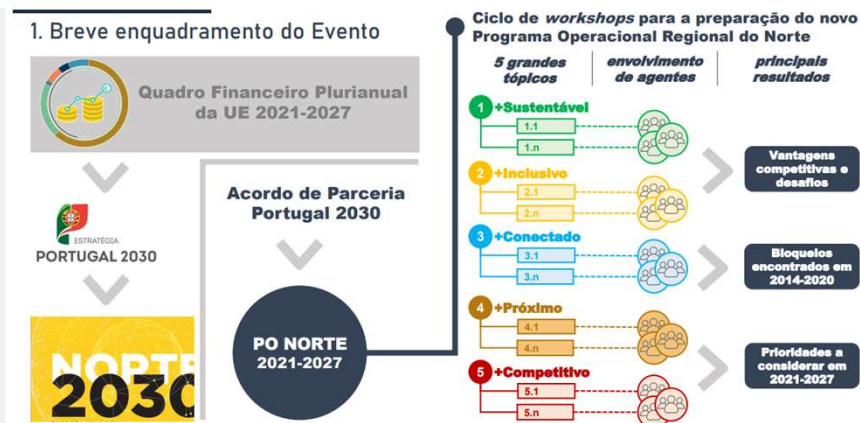 1. Breve enquadramento do Evento
Quadro Financeiro Plurianual
da UE 2021-2027
ESTRATÉGIA
PORTUGAL 2030
NORTE
2030
Acordo de Parceria
Portugal 2030
PO NORTE
2021-2027
Ciclo de workshops para a preparação do novo
Programa Operacional Regional do Norte
5 grandes
tópicos
envolvimento
de agentes
principais
resultados
1 +Sustentável
1.1
1.n
2 +Inclusivo
2.1
2.n
3 +Conectado
3.1
3.n
4 +Próximo
4.1
4.n
5 +Competitivo
5.1
5.n
Vantagens
competitivas e
desafios
Bloqueios
encontrados em
2014-2020
Prioridades a
considerar em
2021-2027